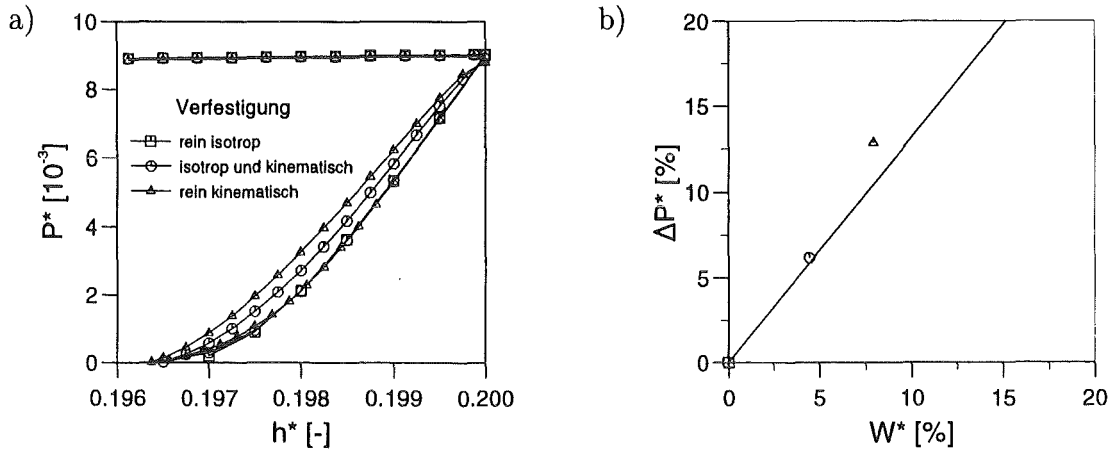 a)
10
8
6
4
2
0
P* [10⁻³]
Verfestigung
rein isotrop
isotrop und kinematisch
rein kinematisch
0.196 0.197 0.198 0.199 0.200
h* [-]
b)
20
15
10
5
0
ΔP* [%]
0 5 10 15 20
W* [%]